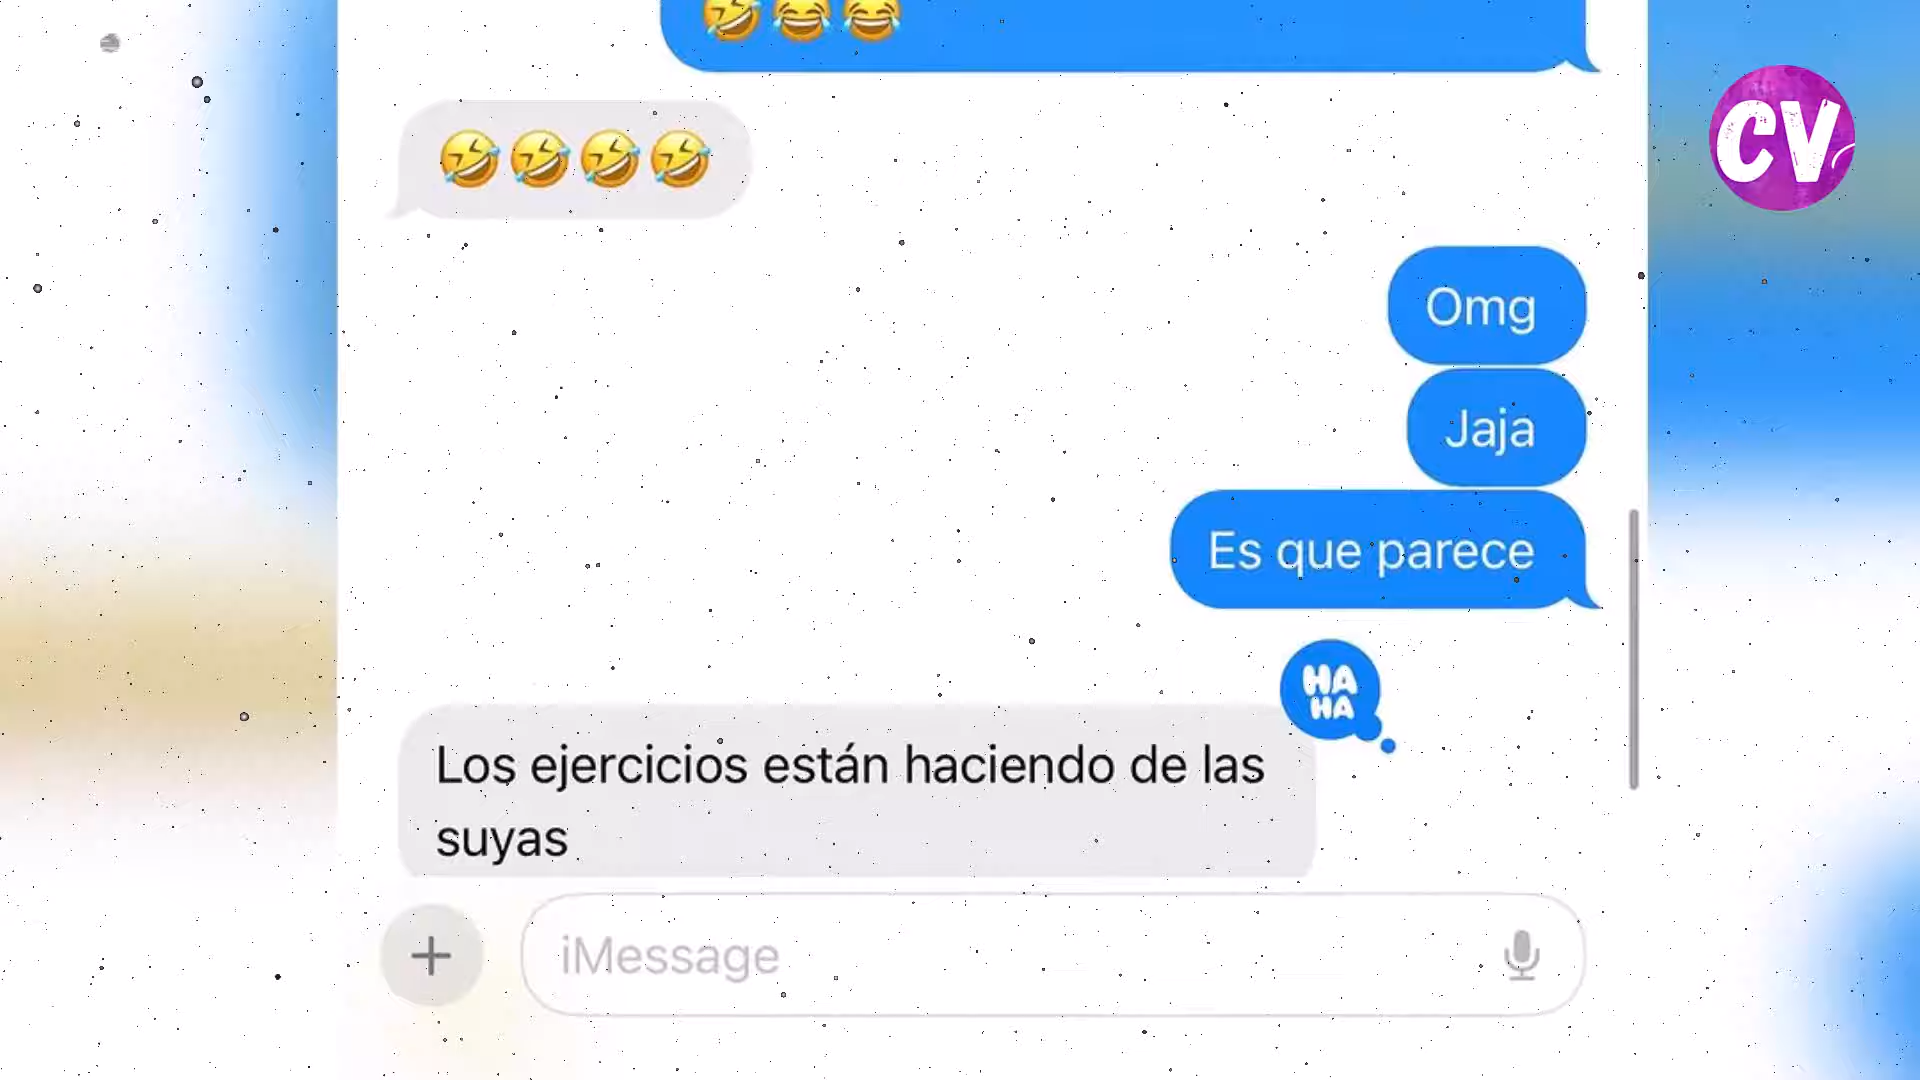 🤣😂😂
CV
🤣🤣🤣🤣
Omg
Jaja
Es que parece
HA
HA
Los ejercicios están haciendo de las
suyas
iMessage